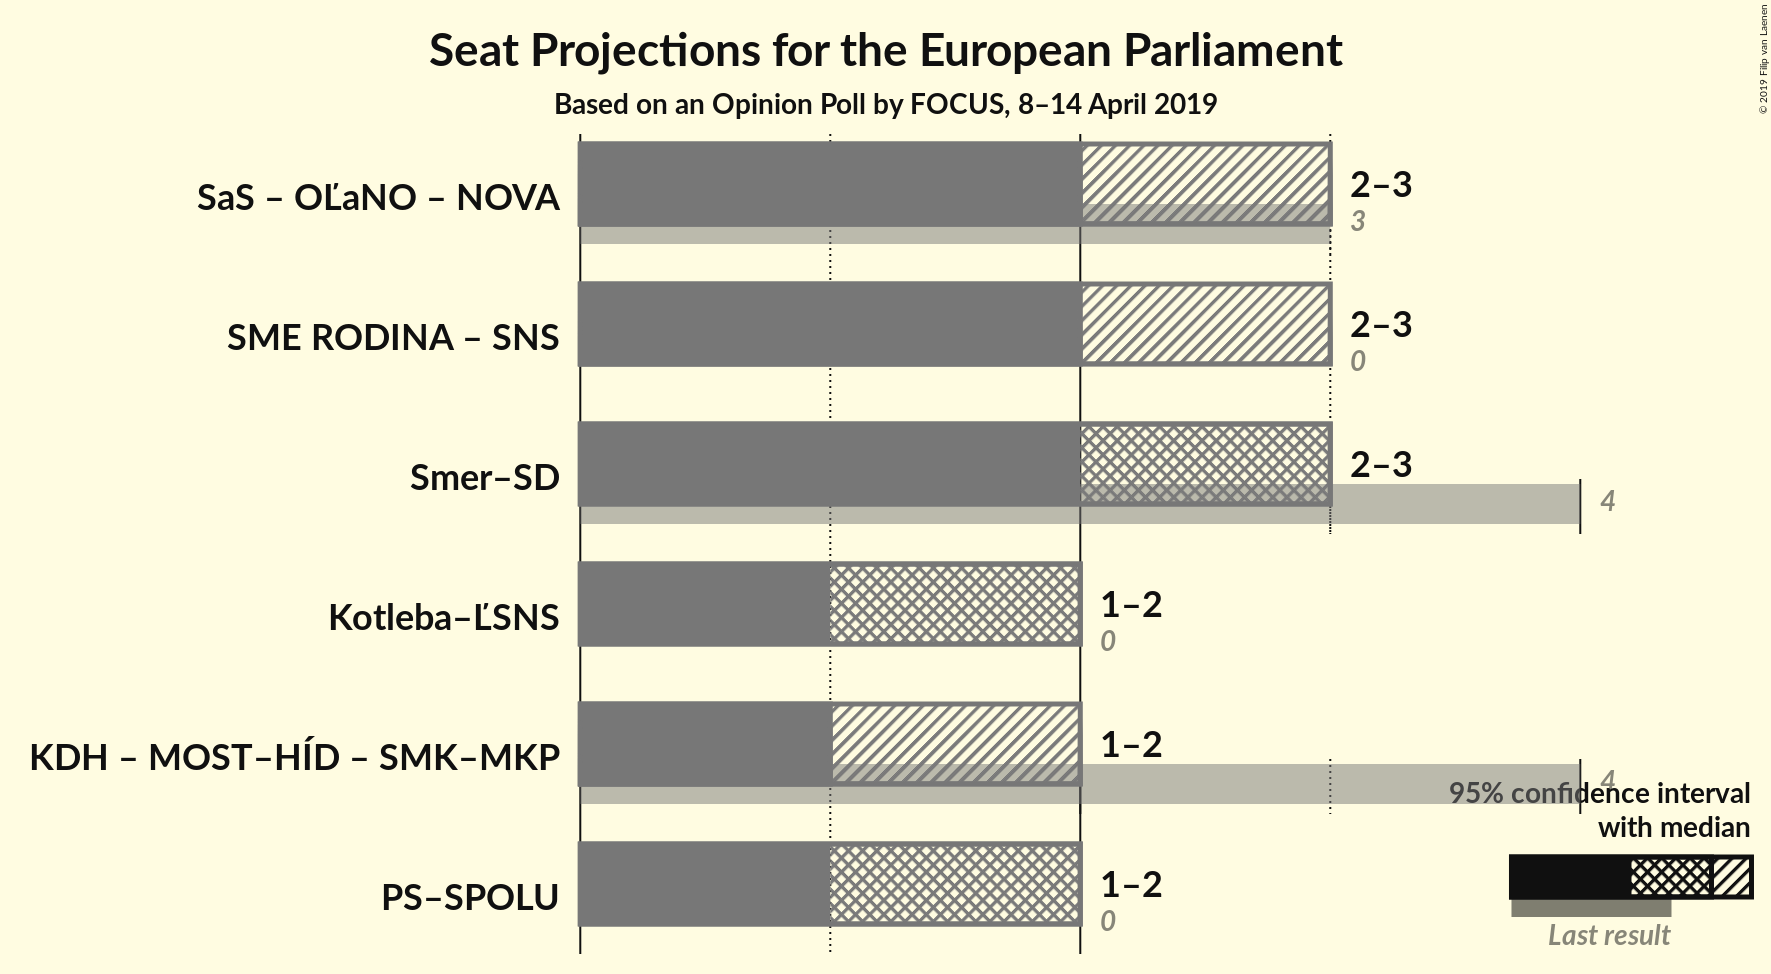 Seat Projections for the European Parliament
Based on an Opinion Poll by FOCUS, 8–14 April 2019
© 2019 Filip van Laenen
SaS – OĽaNO – NOVA
2–3
3
SME RODINA – SNS
2–3
0
Smer–SD
2–3
4
Kotleba–ĽSNS
1–2
0
KDH – MOST–HÍD – SMK–MKP
1–2
4
PS–SPOLU
1–2
0
95% confidence interval
with median
Last result